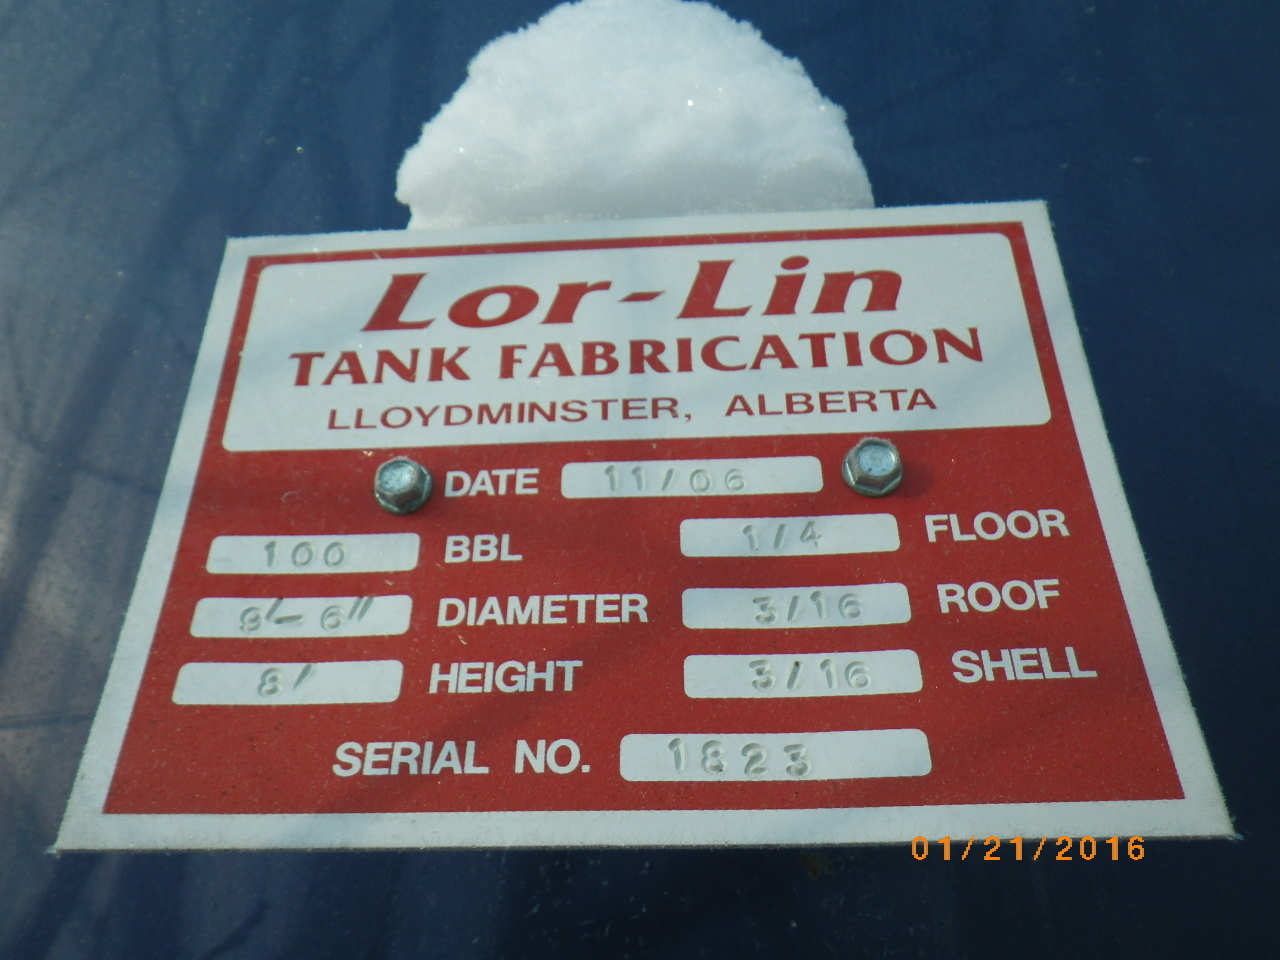 Lor-Lin
TANK FABRICATION
LLOYDMINSTER, ALBERTA
DATE 11/06
100 BBL 1/4 FLOOR
9'-6" DIAMETER 3/16 ROOF
8' HEIGHT 3/16 SHELL
SERIAL NO. 1823
01/21/2016